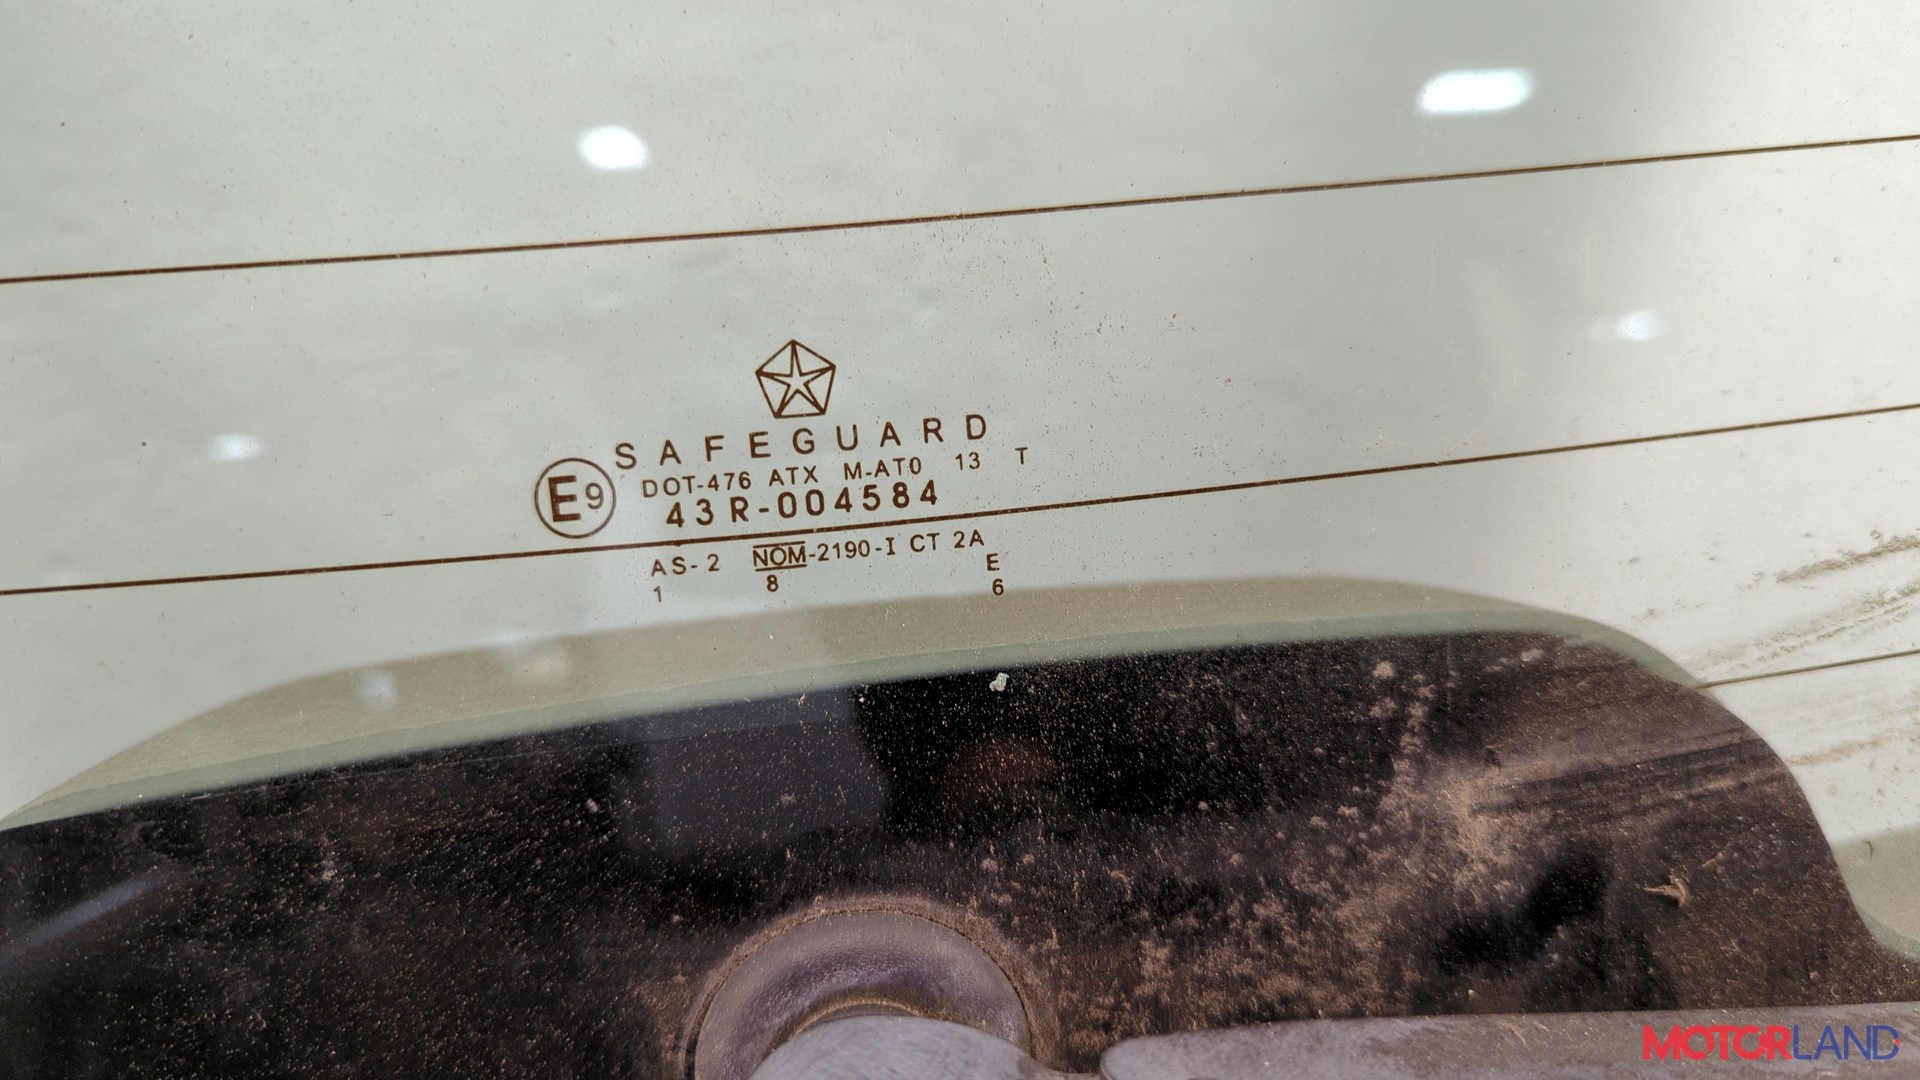 SAFEGUARD
E9
DOT-476 ATX M-AT0 13 T
43R-004584
AS-2 NOM-2190-I CT 2A
E
1 8 6
MOTORLAND